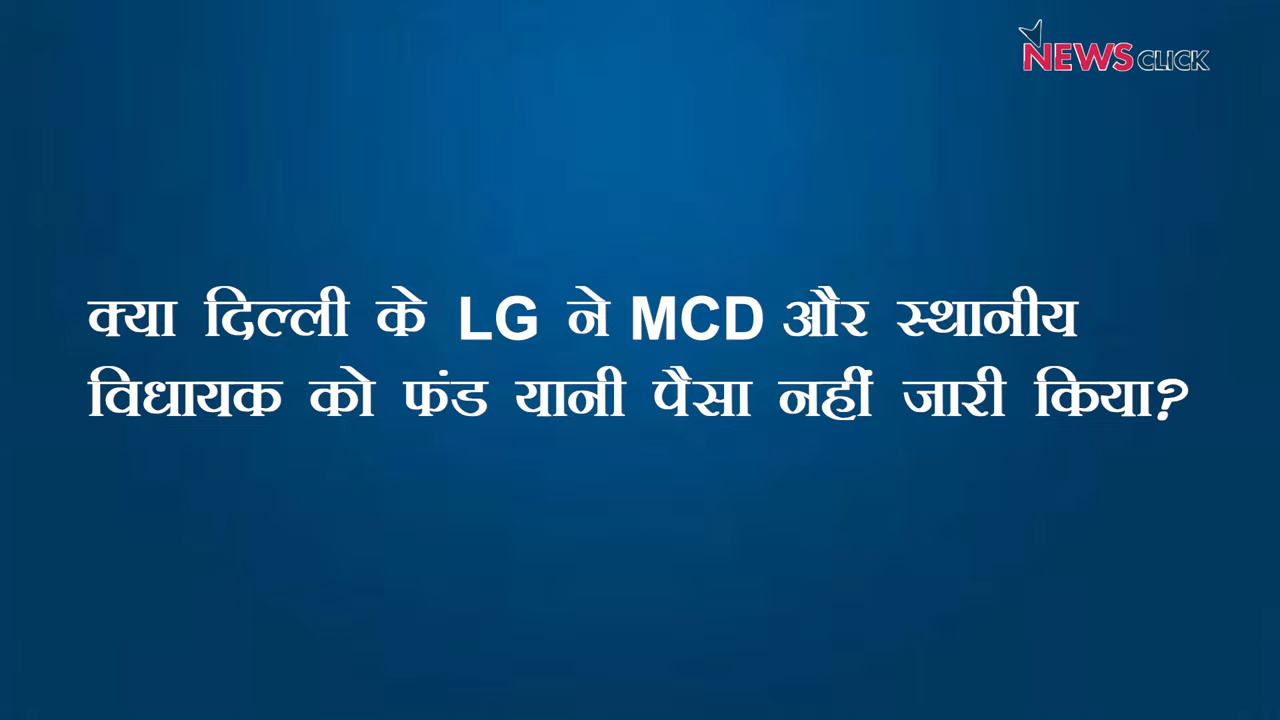 NEWSCLICK
क्या दिल्ली के LG ने MCD और स्थानीय
विधायक को फंड यानी पैसा नहीं जारी किया?